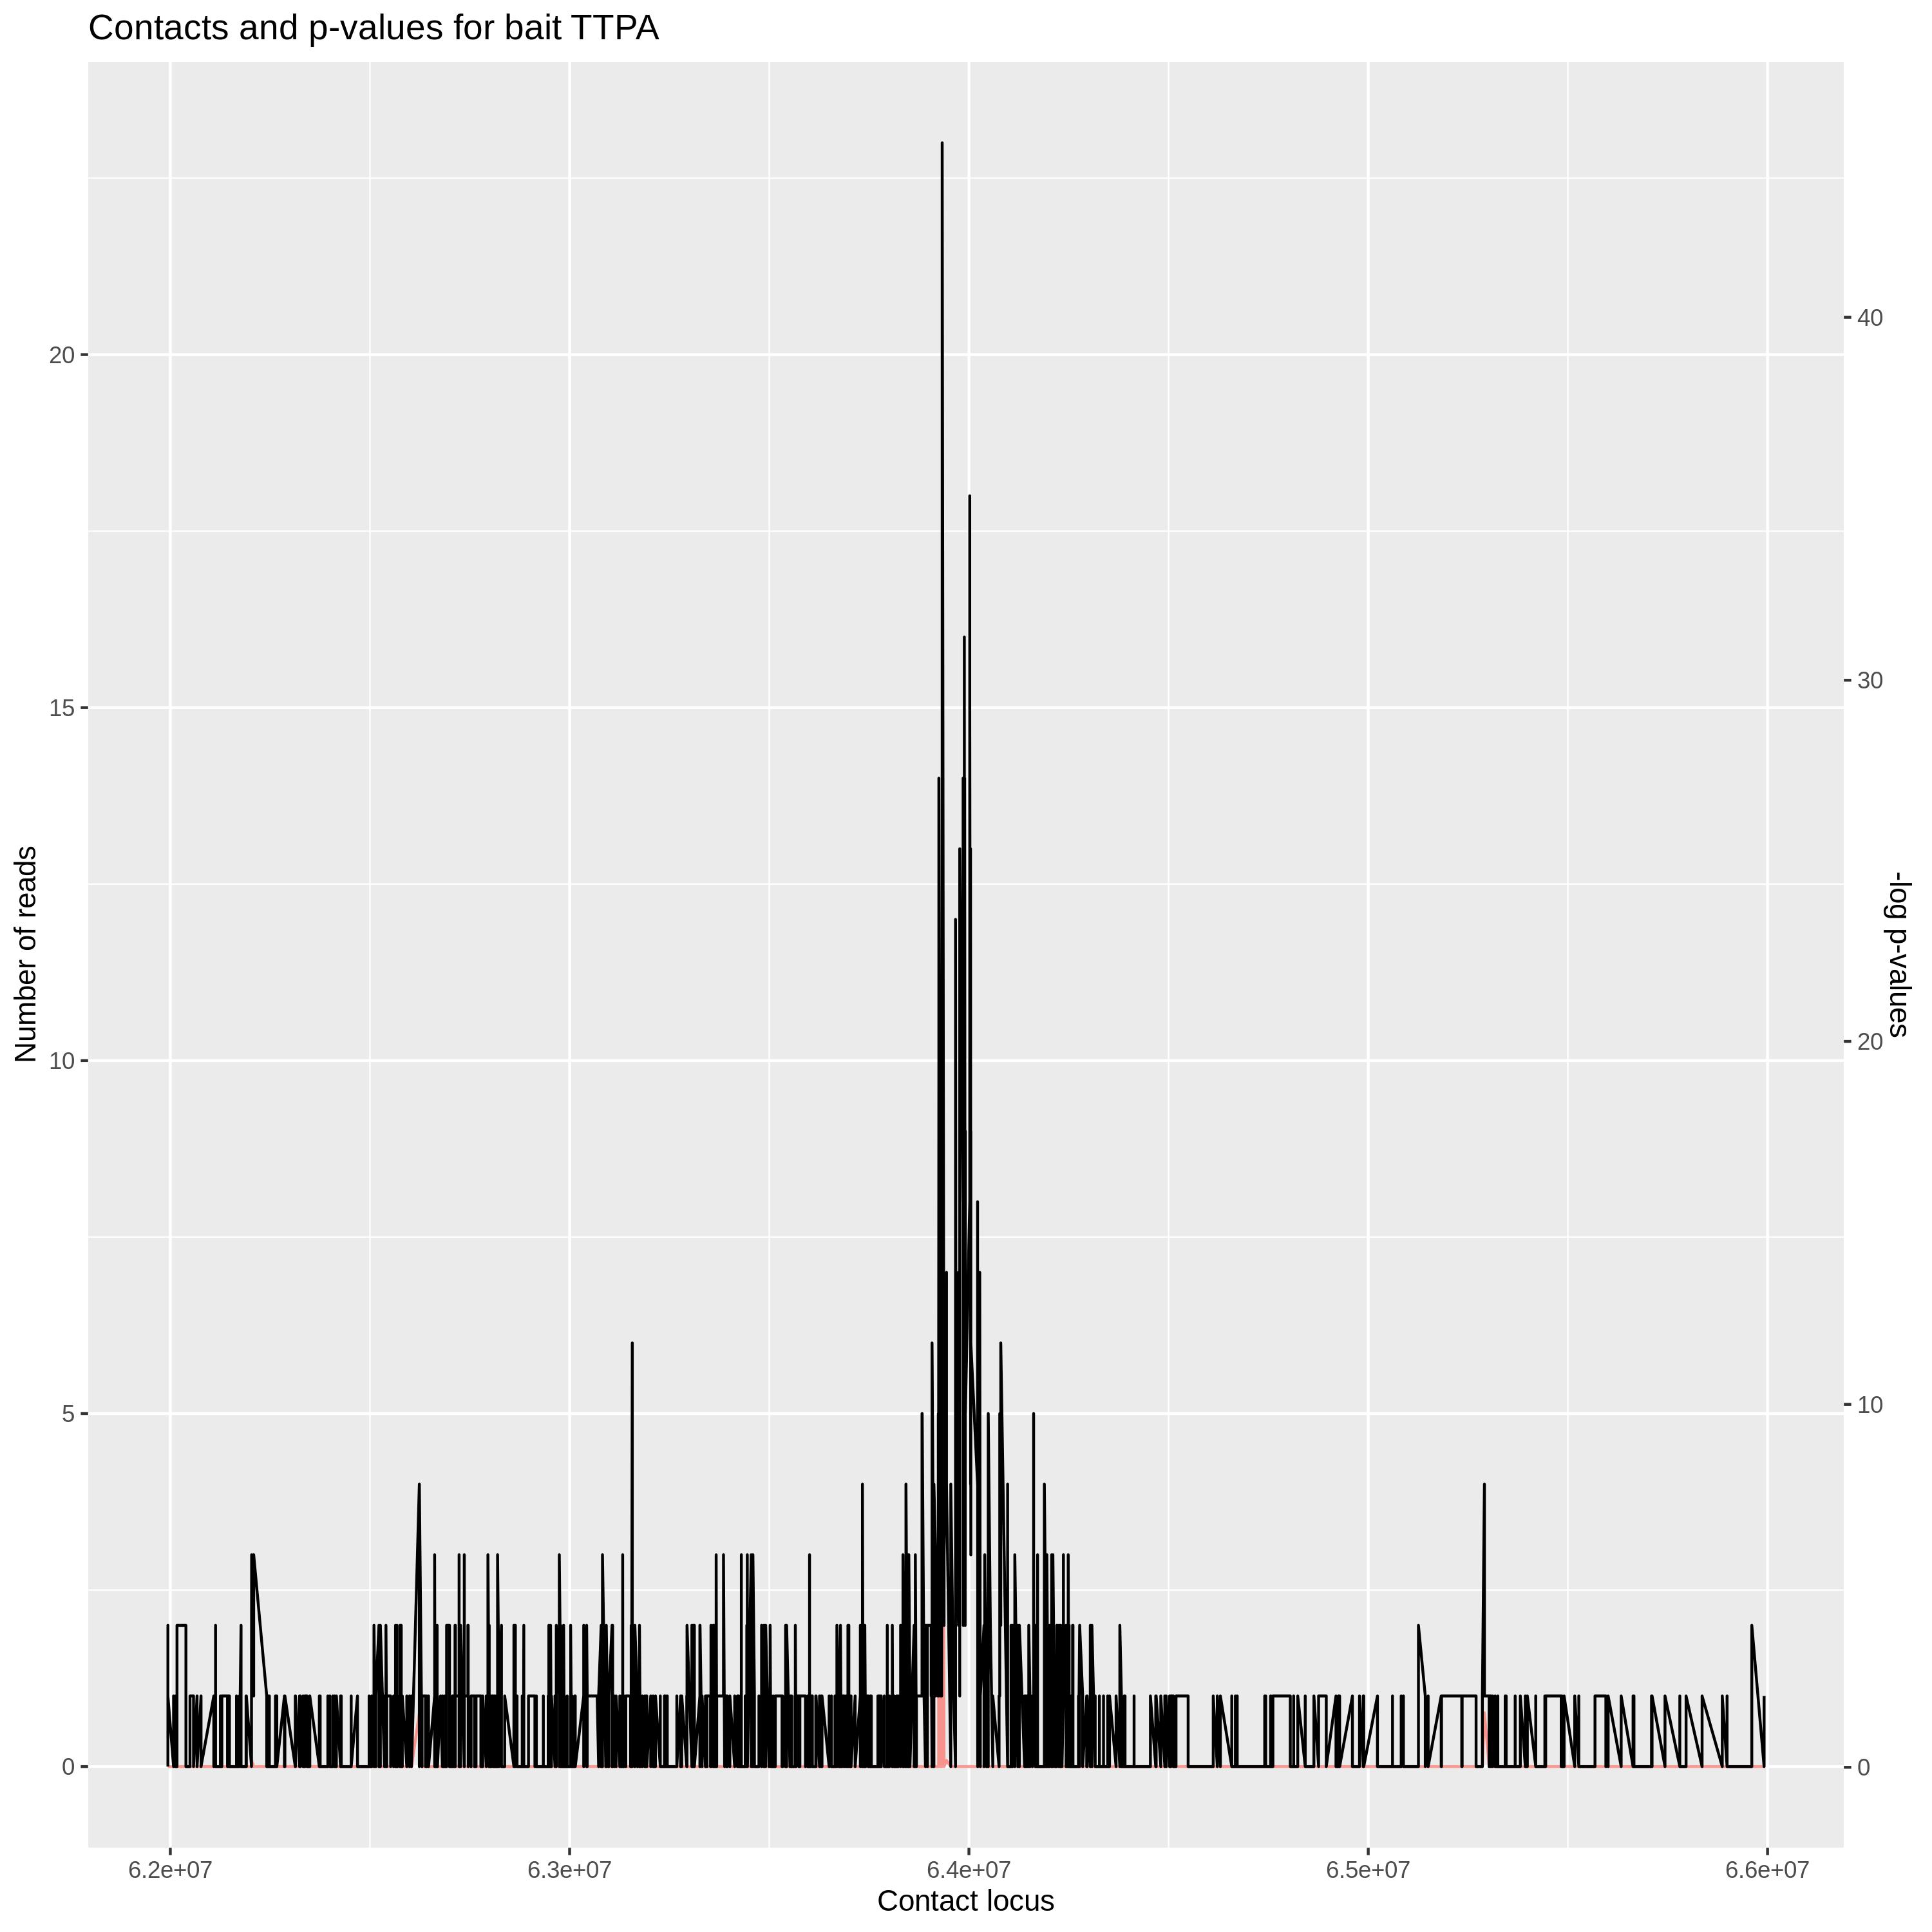 Contacts and p-values for bait TTPA
Number of reads
20
15
10
5
0
40
30
20
10
0
-log p-values
6.2e+07
6.3e+07
6.4e+07
6.5e+07
6.6e+07
Contact locus